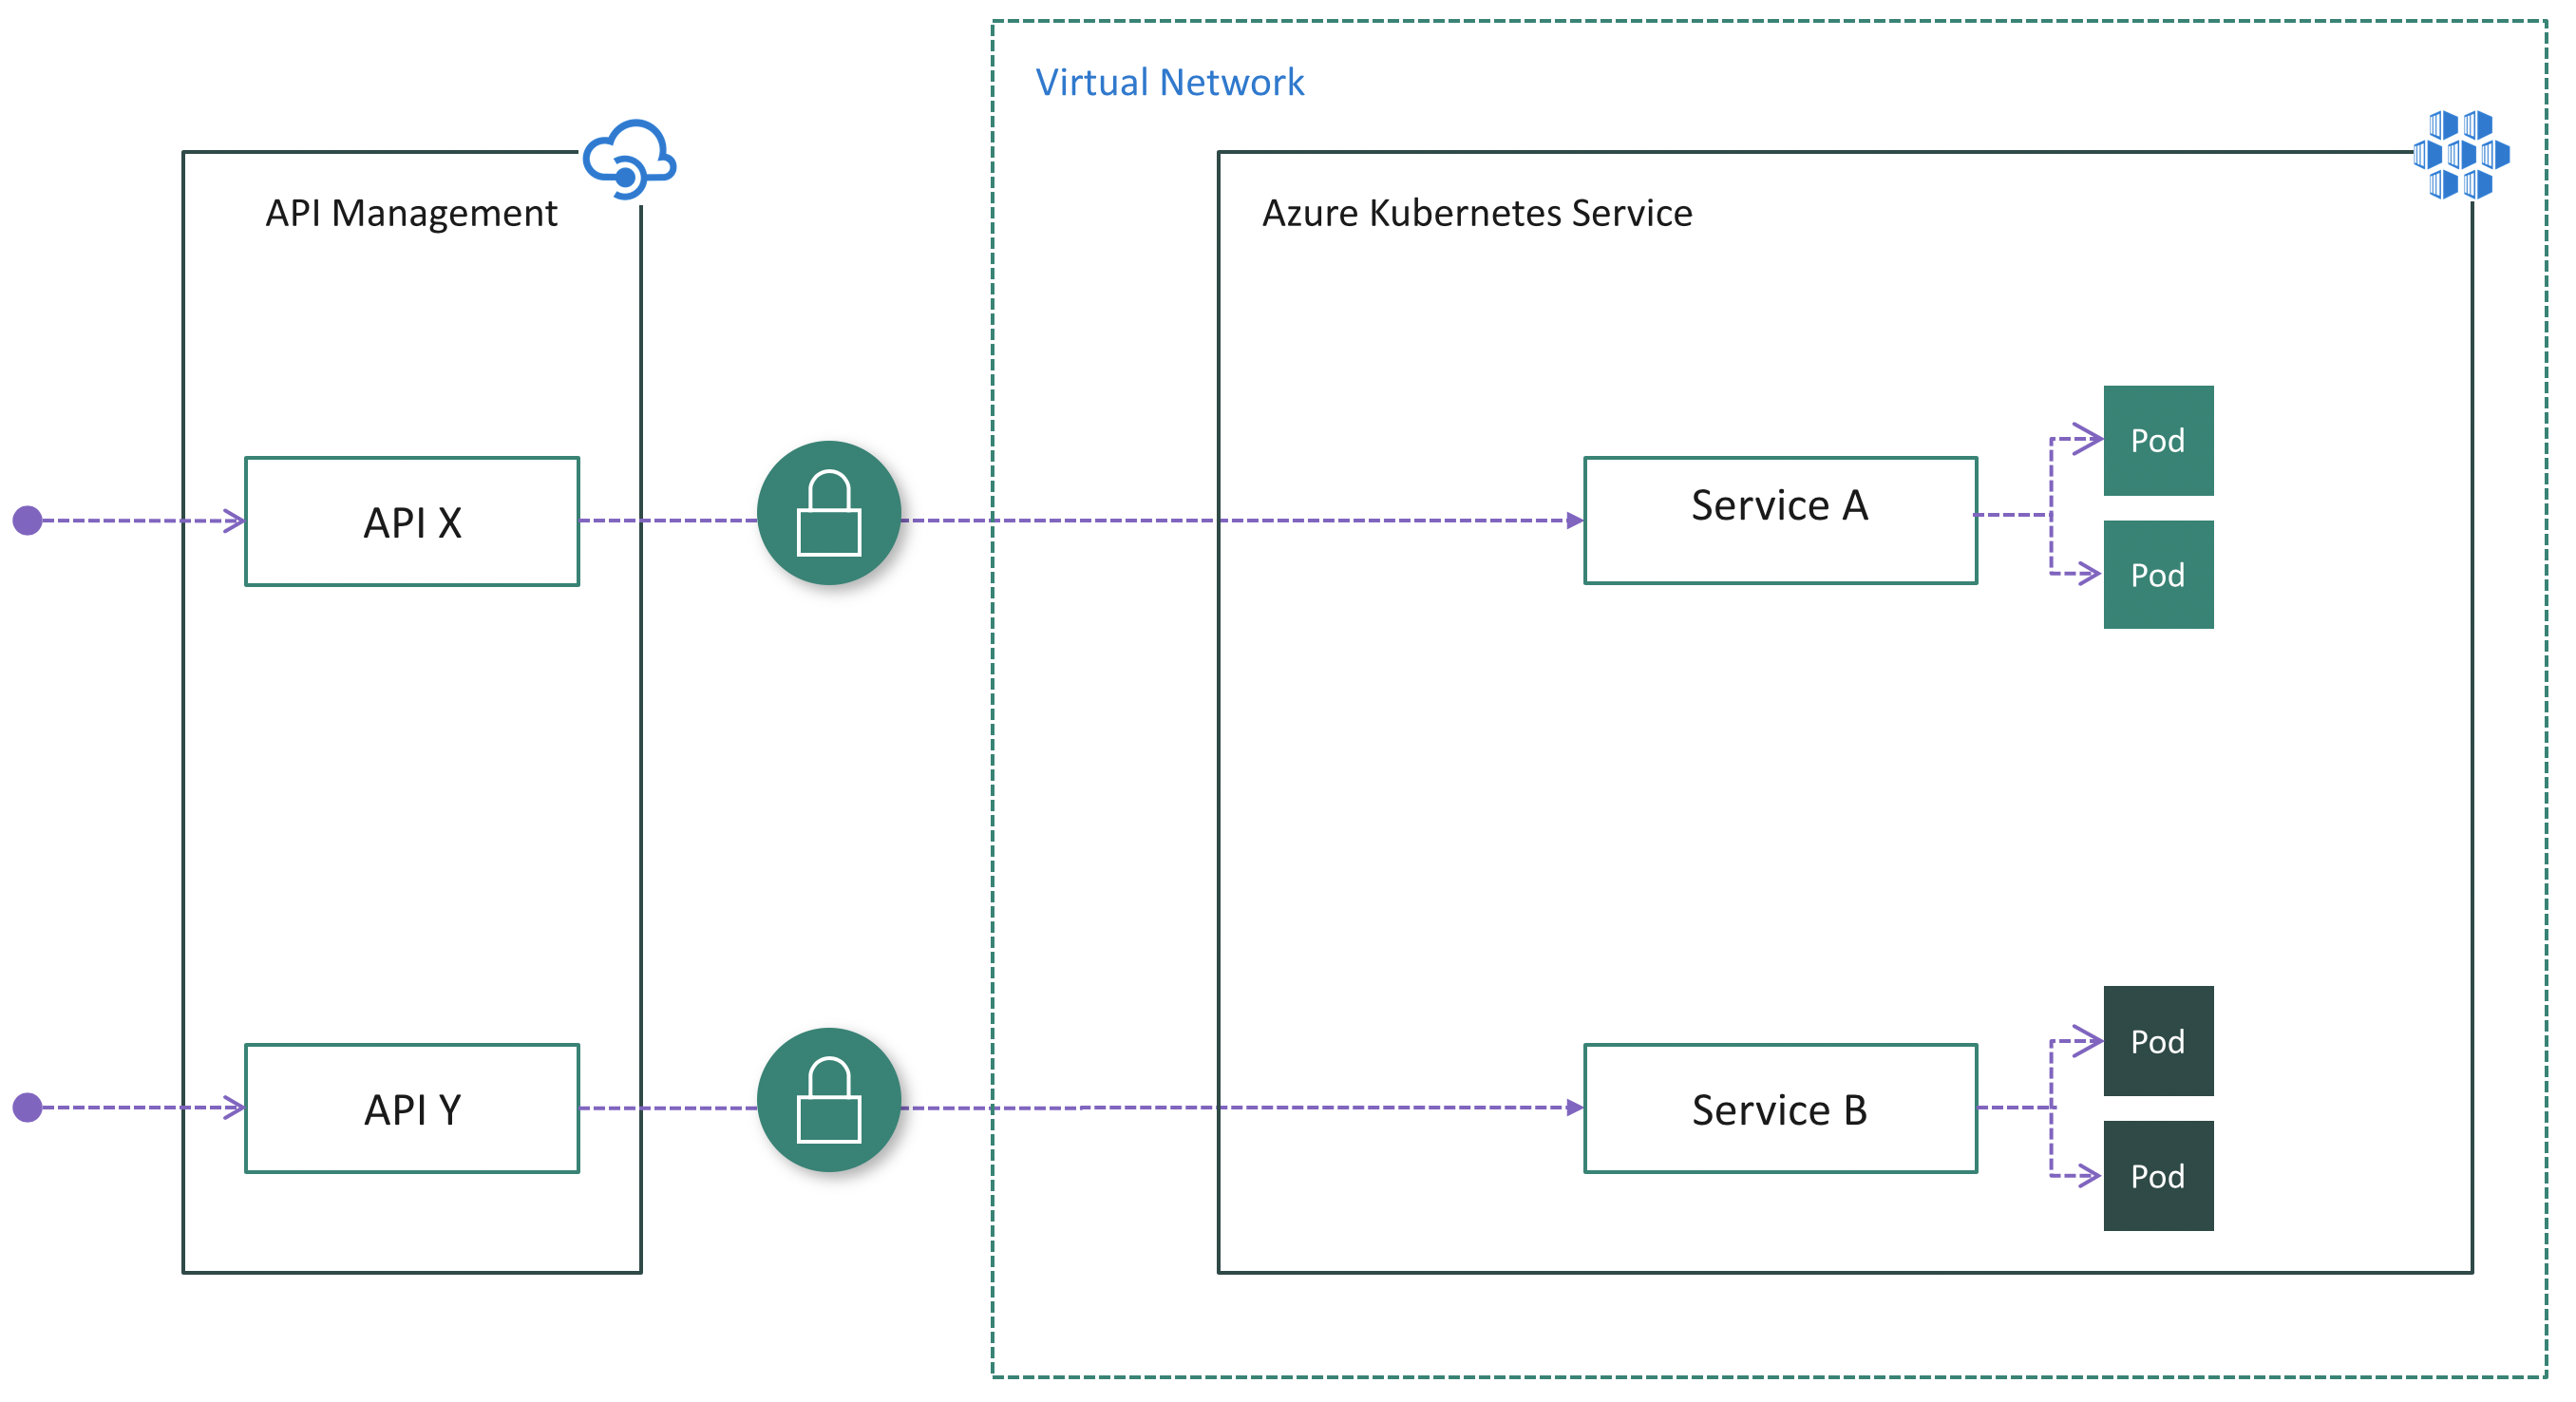 Virtual Network
API Management
Azure Kubernetes Service
API X
Service A
Pod
Pod
API Y
Service B
Pod
Pod